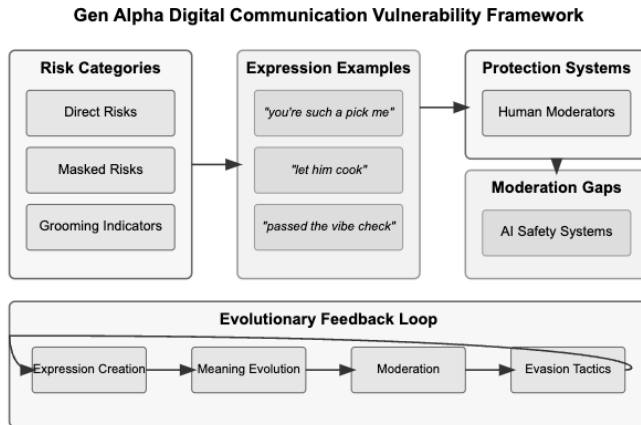 Gen Alpha Digital Communication Vulnerability Framework
Risk Categories
Direct Risks
Masked Risks
Grooming Indicators
Expression Examples
"you're such a pick me"
"let him cook"
"passed the vibe check"
Protection Systems
Human Moderators
Moderation Gaps
AI Safety Systems
Evolutionary Feedback Loop
Expression Creation
Meaning Evolution
Moderation
Evasion Tactics